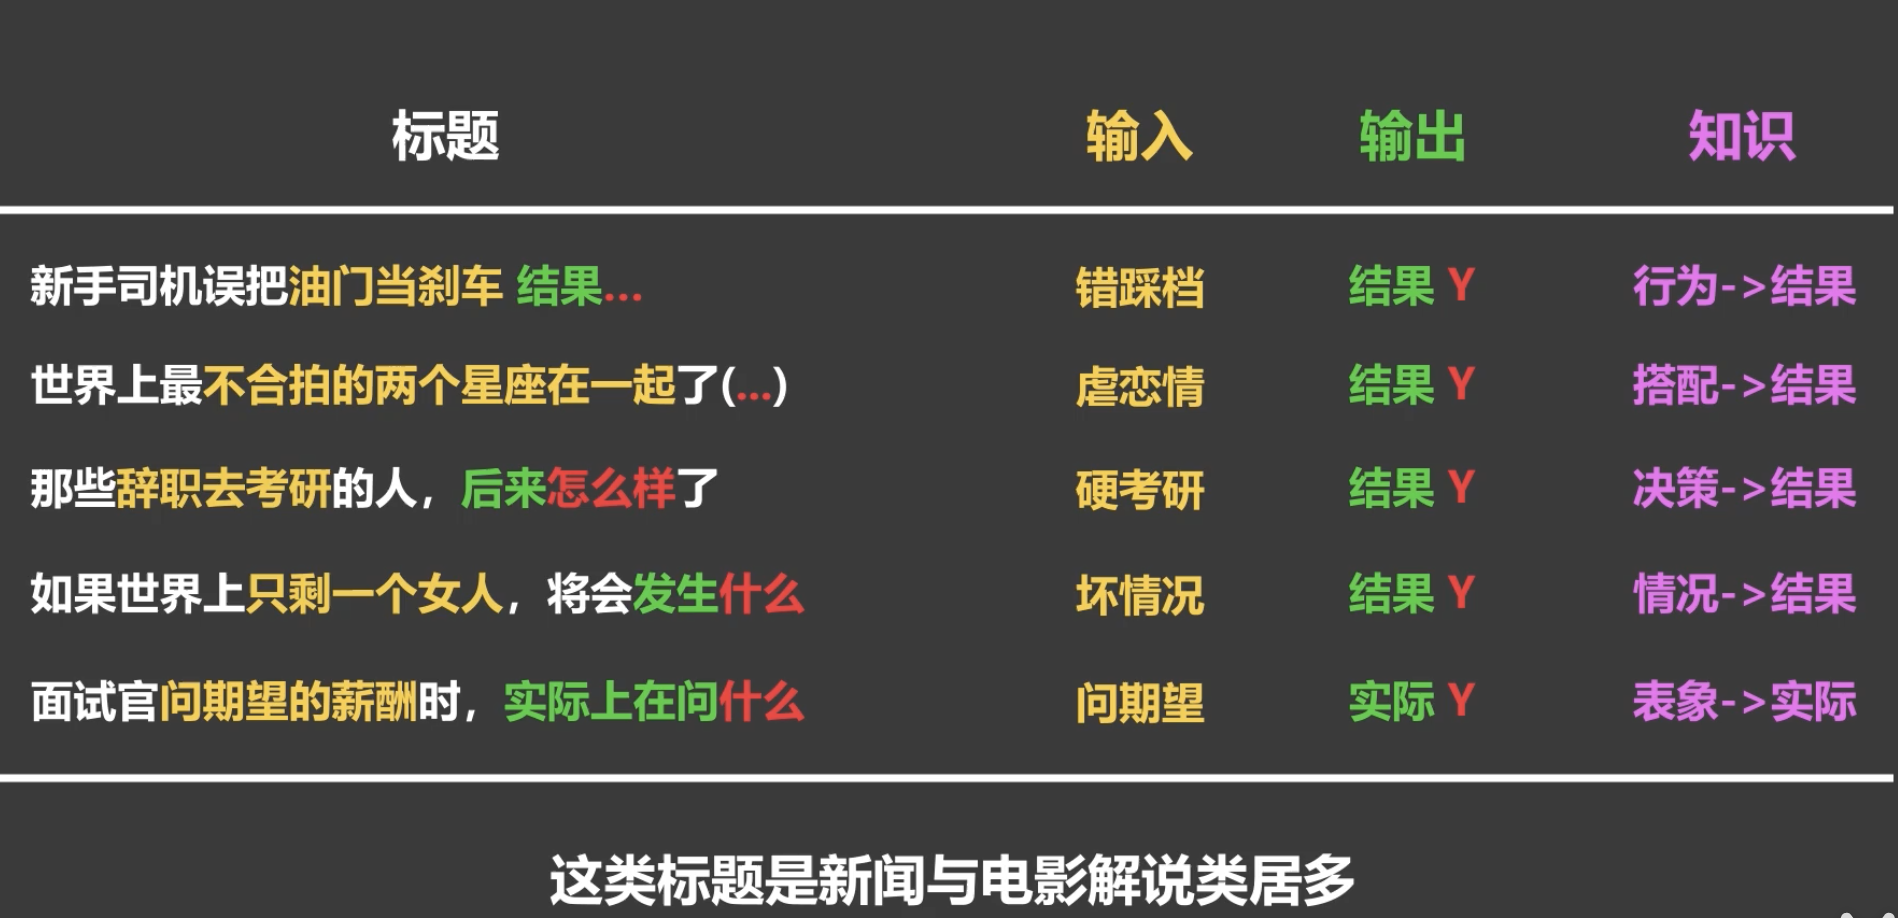 标题 输入 输出 知识
新手司机误把油门当刹车 结果... 错踩档 结果 Y 行为->结果
世界上最不合拍的两个星座在一起了(...) 虐恋情 结果 Y 搭配->结果
那些辞职去考研的人，后来怎么样了 硬考研 结果 Y 决策->结果
如果世界上只剩一个女人，将会发生什么 坏情况 结果 Y 情况->结果
面试官问期望的薪酬时，实际上在问什么 问期望 实际 Y 表象->实际
这类标题是新闻与电影解说类居多